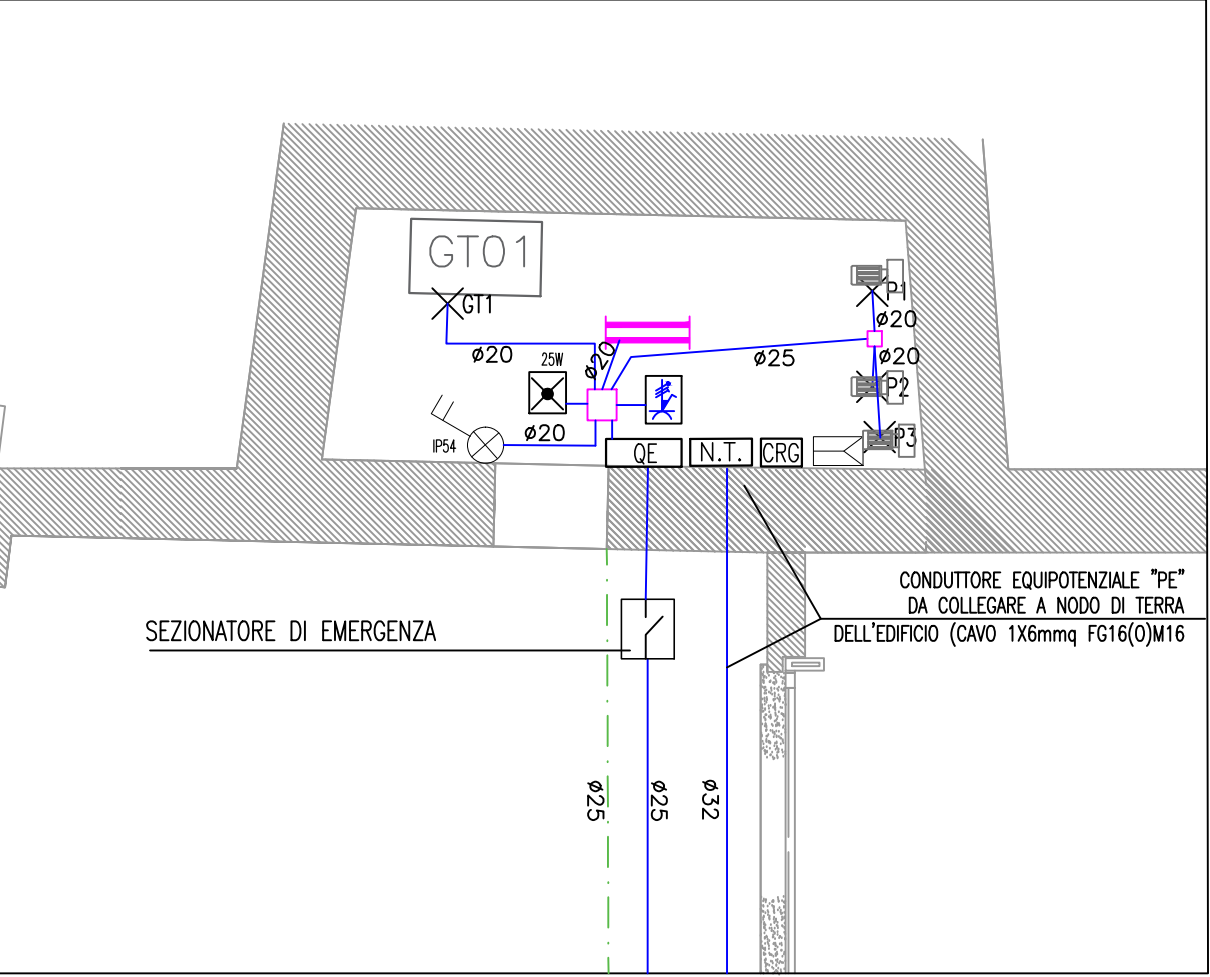 GT01
GT1
P1
ø20
ø20
ø20
ø25
ø20
25W
P2
ø20
IP54
P3
QE
N.T.
CRG
CONDUTTORE EQUIPOTENZIALE "PE"
DA COLLEGARE A NODO DI TERRA
DELL'EDIFICIO (CAVO 1X6mmq FG16(O)M16
SEZIONATORE DI EMERGENZA
ø25
ø25
ø32